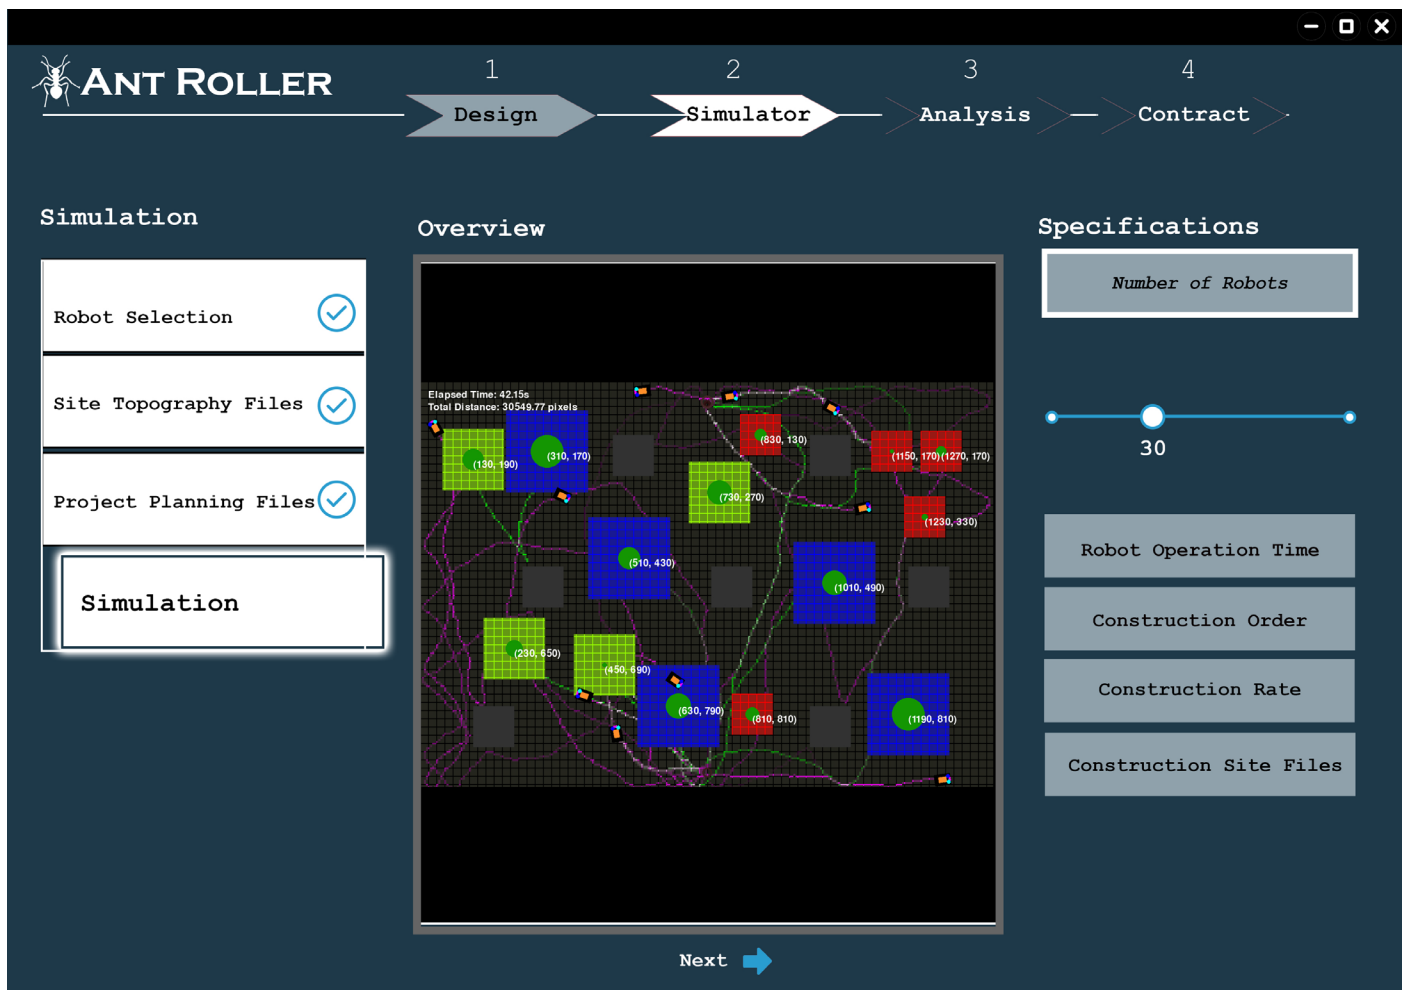 ANT ROLLER
1
2
3
4
Design
Simulator
Analysis
Contract
Simulation
Robot Selection
Site Topography Files
Project Planning Files
Simulation
Overview
Elapsed Time: 42.15s
Total Distance: 30549.77 pixels
(830, 130)
(130, 190)
(310, 170)
(1150, 170)
(1270, 170)
(730, 270)
(1230, 330)
(510, 430)
(1010, 490)
(230, 650)
(450, 690)
(630, 790)
(810, 810)
(1190, 810)
Next
Specifications
Number of Robots
30
Robot Operation Time
Construction Order
Construction Rate
Construction Site Files